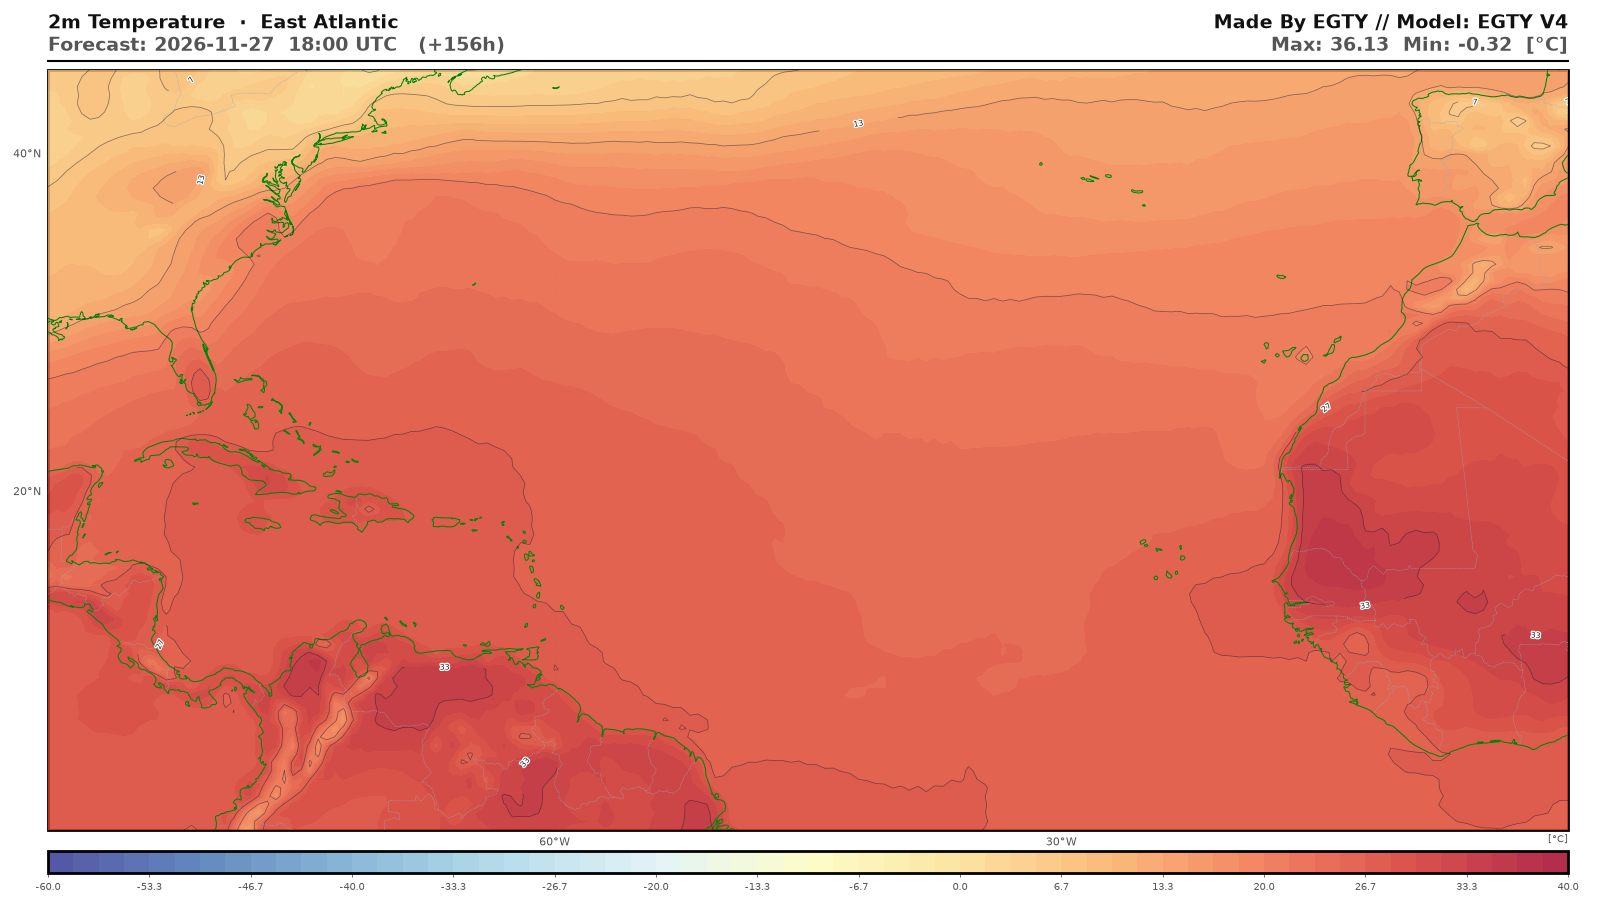 2m Temperature · East Atlantic
Made By EGTY // Model: EGTY V4
Forecast: 2026-11-27 18:00 UTC (+156h)
Max: 36.13 Min: -0.32 [°C]
7
7
13
40°N
13
27
20°N
33
27
33
33
33
60°W
30°W
[°C]
-60.0
-53.3
-46.7
-40.0
-33.3
-26.7
-20.0
-13.3
-6.7
0.0
6.7
13.3
20.0
26.7
33.3
40.0